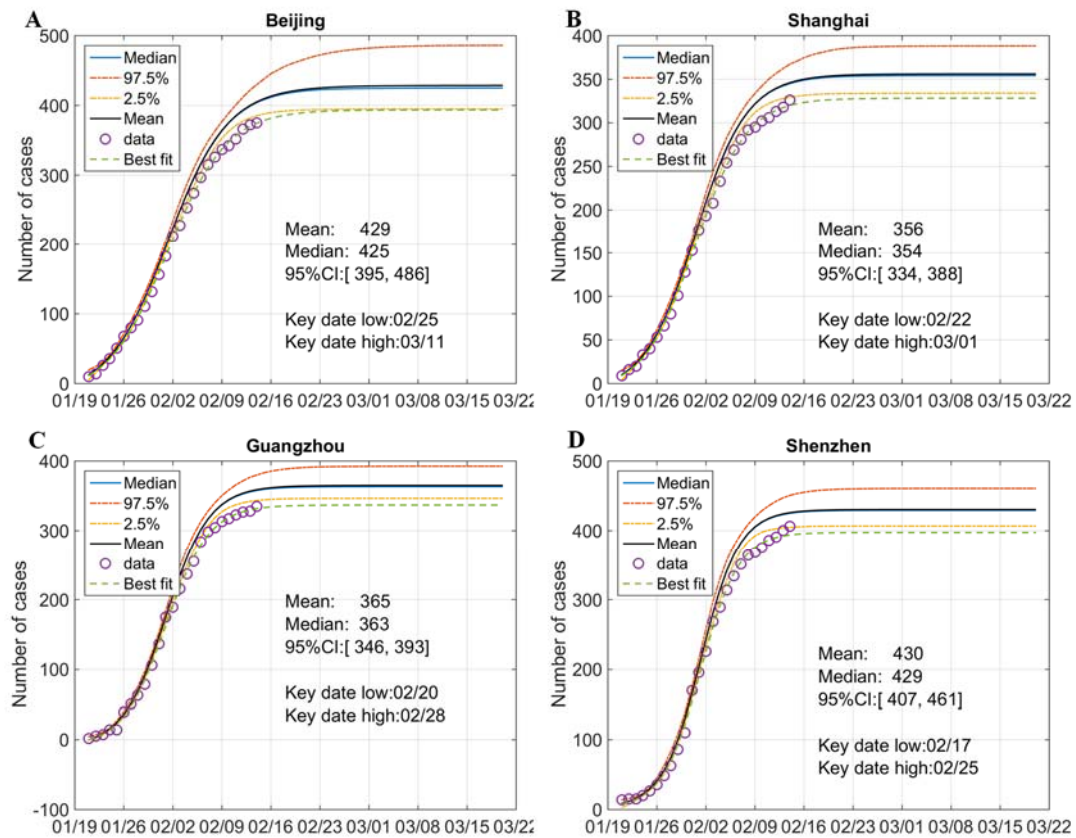 A
Beijing
500
400
300
200
100
0
Number of cases
Median
97.5%
2.5%
Mean
data
Best fit
Mean: 429
Median: 425
95%CI:[ 395, 486]
Key date low:02/25
Key date high:03/11
01/19 01/26 02/02 02/09 02/16 02/23 03/01 03/08 03/15 03/22
B
Shanghai
400
350
300
250
200
150
100
50
0
Number of cases
Median
97.5%
2.5%
Mean
data
Best fit
Mean: 356
Median: 354
95%CI:[ 334, 388]
Key date low:02/22
Key date high:03/01
01/19 01/26 02/02 02/09 02/16 02/23 03/01 03/08 03/15 03/22
C
Guangzhou
400
300
200
100
0
-100
Number of cases
Median
97.5%
2.5%
Mean
data
Best fit
Mean: 365
Median: 363
95%CI:[ 346, 393]
Key date low:02/20
Key date high:02/28
01/19 01/26 02/02 02/09 02/16 02/23 03/01 03/08 03/15 03/22
D
Shenzhen
500
400
300
200
100
0
Number of cases
Median
97.5%
2.5%
Mean
data
Best fit
Mean: 430
Median: 429
95%CI:[ 407, 461]
Key date low:02/17
Key date high:02/25
01/19 01/26 02/02 02/09 02/16 02/23 03/01 03/08 03/15 03/22